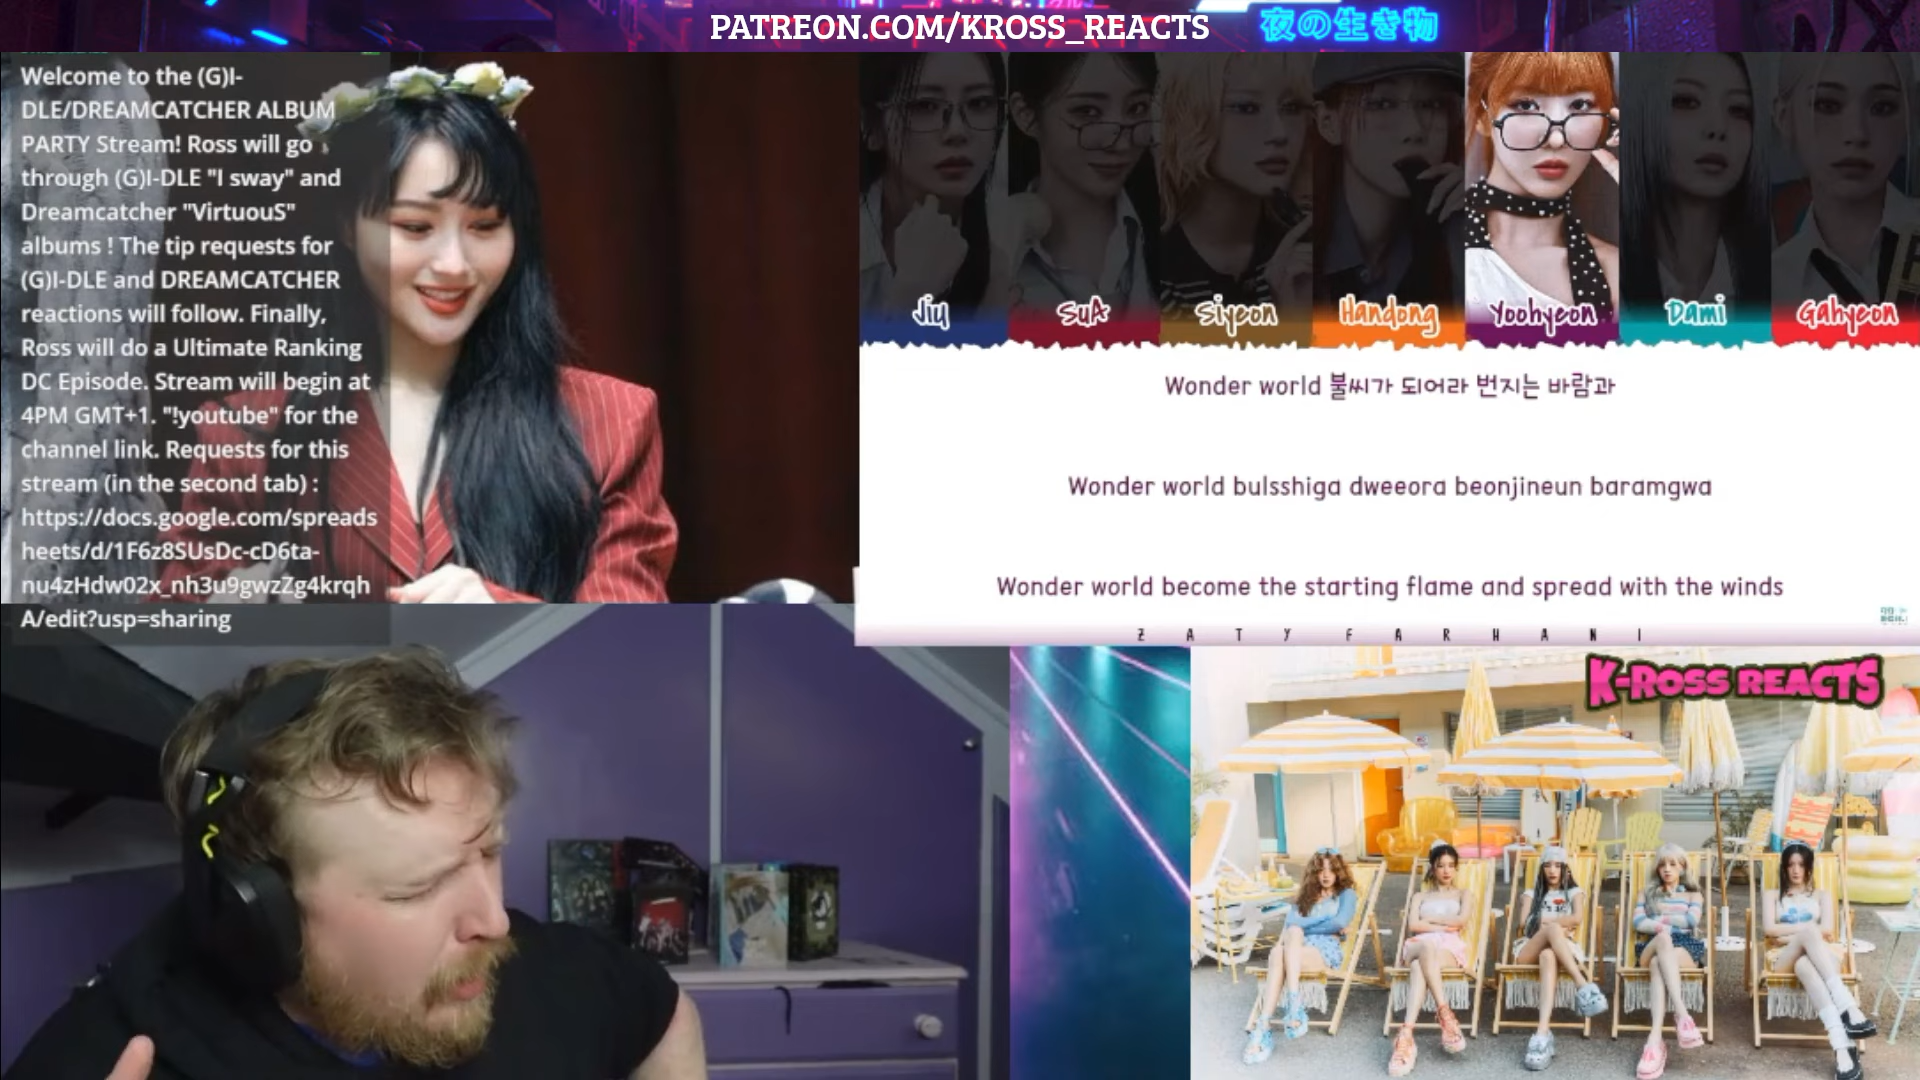 PATREON.COM/KROSS_REACTS
夜の生き物
Welcome to the (G)I-
DLE/DREAMCATCHER ALBUM
PARTY Stream! Ross will go
through (G)I-DLE "I sway" and
Dreamcatcher "VirtuouS"
albums ! The tip requests for
(G)I-DLE and DREAMCATCHER
reactions will follow. Finally,
Ross will do a Ultimate Ranking
DC Episode. Stream will begin at
4PM GMT+1. "!youtube" for the
channel link. Requests for this
stream (in the second tab) :
https://docs.google.com/spreads
heets/d/1F6z8SUsDc-cD6ta-
nu4zHdw02x_nh3u9gwzZg4krqh
A/edit?usp=sharing
Jiu
SuA
Siyeon
Handong
Yoohyeon
Dami
Gahyeon
Wonder world 불씨가 되어라 번지는 바람과
Wonder world bulsshiga dweeora beonjineun baramgwa
Wonder world become the starting flame and spread with the winds
ZATYFARHANI
K-ROSS REACTS